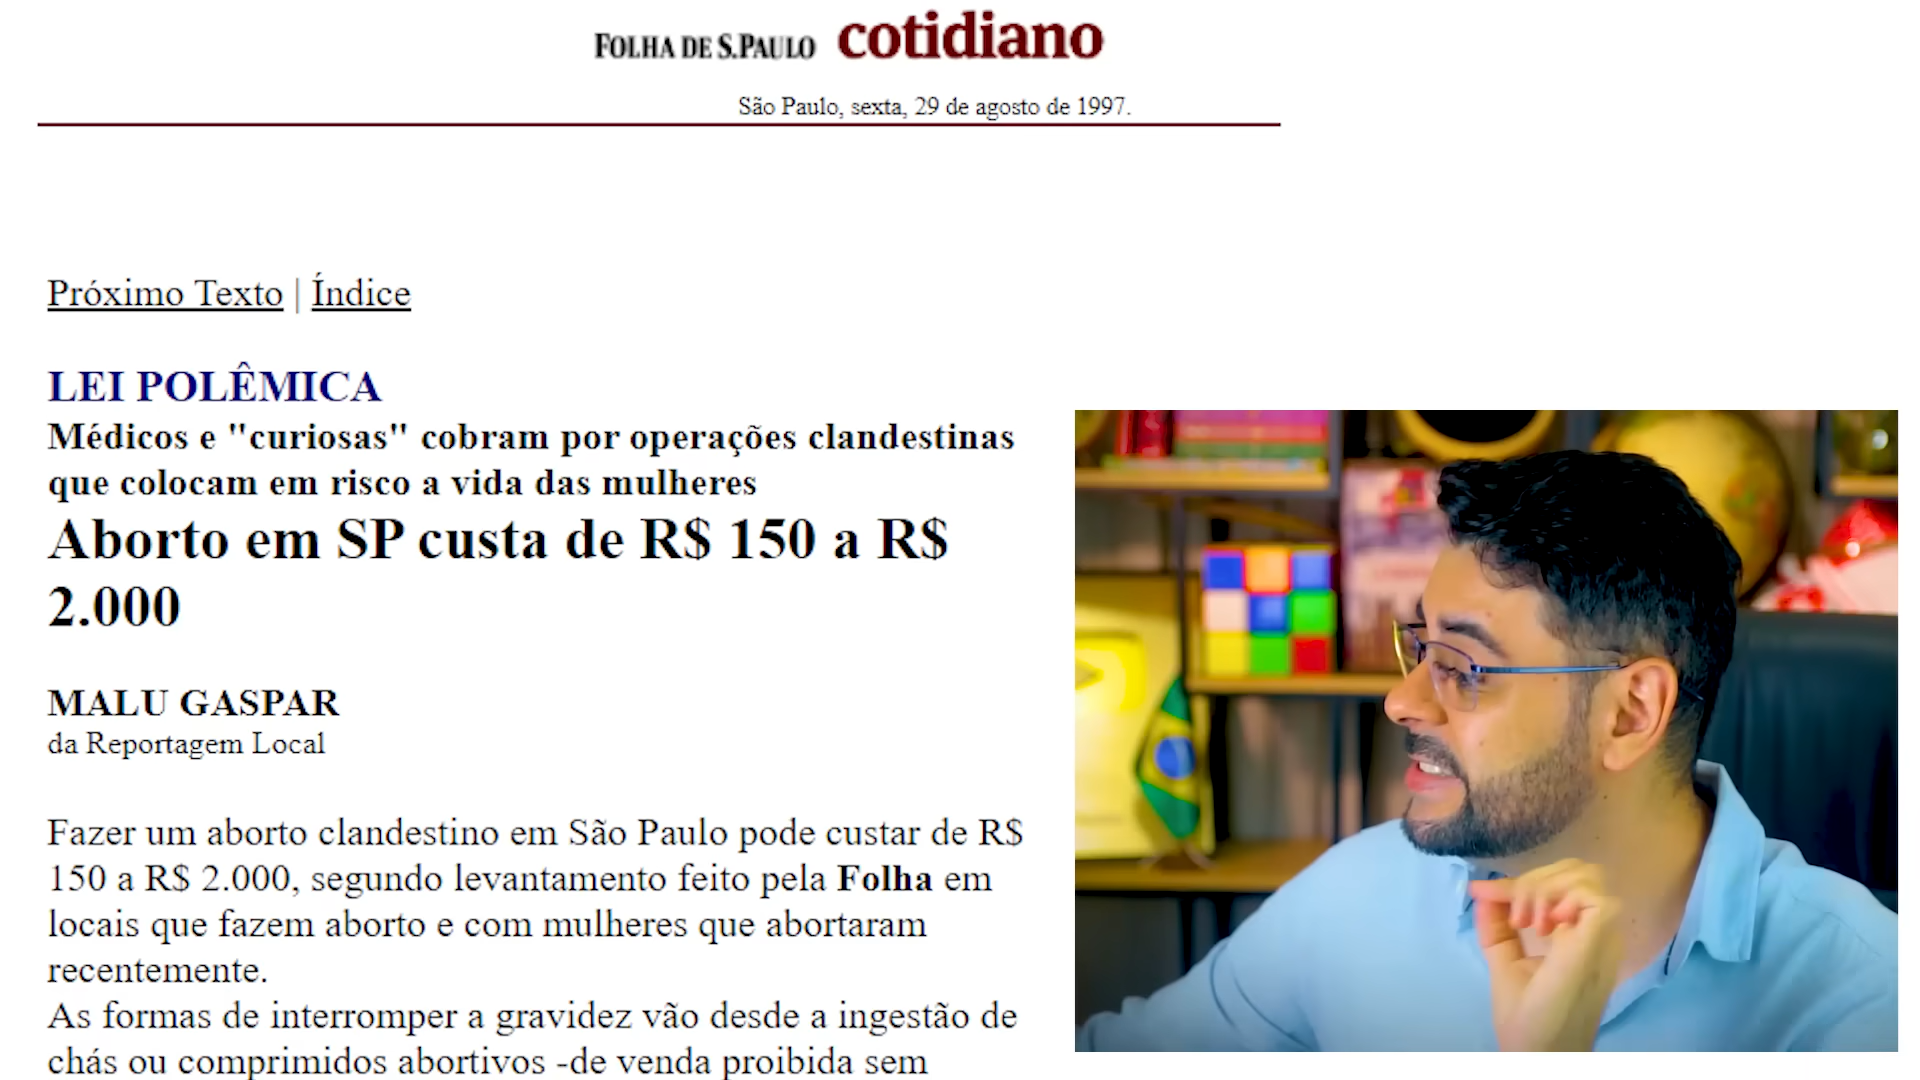 FOLHA DE S.PAULO cotidiano
São Paulo, sexta, 29 de agosto de 1997.
Próximo Texto | Índice
LEI POLÊMICA
Médicos e "curiosas" cobram por operações clandestinas
que colocam em risco a vida das mulheres
Aborto em SP custa de R$ 150 a R$
2.000
MALU GASPAR
da Reportagem Local
Fazer um aborto clandestino em São Paulo pode custar de R$
150 a R$ 2.000, segundo levantamento feito pela Folha em
locais que fazem aborto e com mulheres que abortaram
recentemente.
As formas de interromper a gravidez vão desde a ingestão de
chás ou comprimidos abortivos -de venda proibida sem